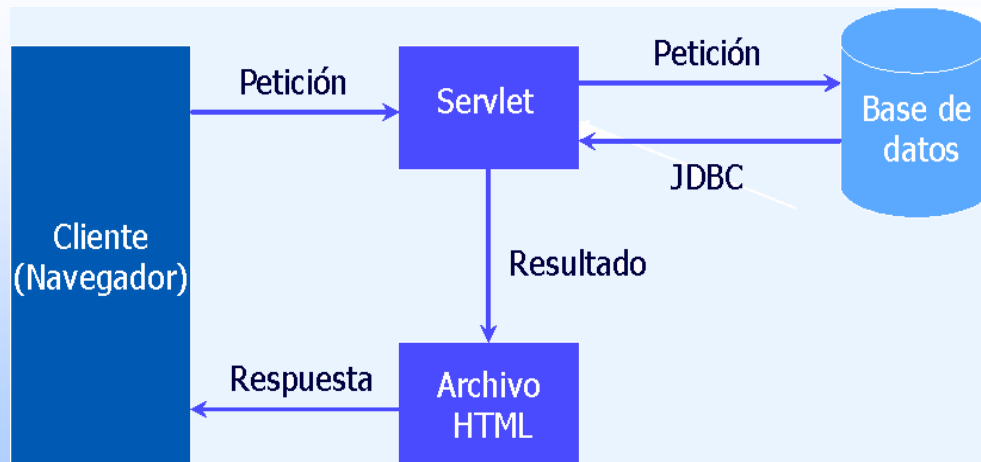 Petición
Petición
Servlet
Base de
datos
JDBC
Cliente
(Navegador)
Resultado
Respuesta
Archivo
HTML